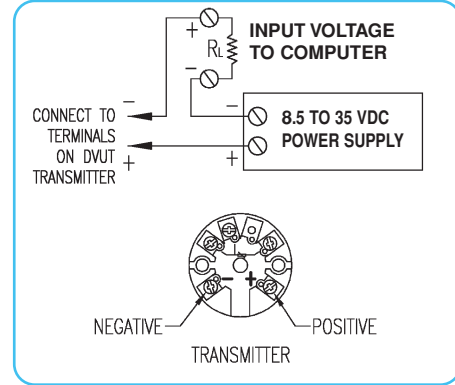 +
INPUT VOLTAGE
TO COMPUTER
RL
−
CONNECT TO
TERMINALS
ON DVUT
TRANSMITTER
−
+
−
8.5 TO 35 VDC
POWER SUPPLY
+
− +
NEGATIVE
POSITIVE
TRANSMITTER